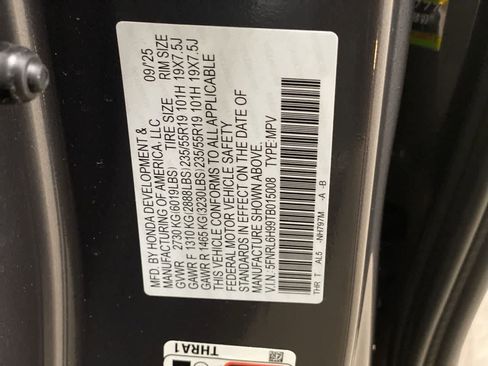 MFD. BY HONDA DEVELOPMENT & 09/25
MANUFACTURING OF AMERICA, LLC
TIRE SIZE RIM SIZE
GVWR 2730 KG(6019LBS)
GAWR F 1310 KG(2888LBS) 235/55R19 101H 19X7.5J
GAWR R 1465 KG(3230LBS) 235/55R19 101H 19X7.5J
THIS VEHICLE CONFORMS TO ALL APPLICABLE
FEDERAL MOTOR VEHICLE SAFETY
STANDARDS IN EFFECT ON THE DATE OF
MANUFACTURE SHOWN ABOVE.
V.I.N. 5FNRL6H99TB015008 TYPE:MPV
THR T AL5 -NH797M -A -B
THRA1